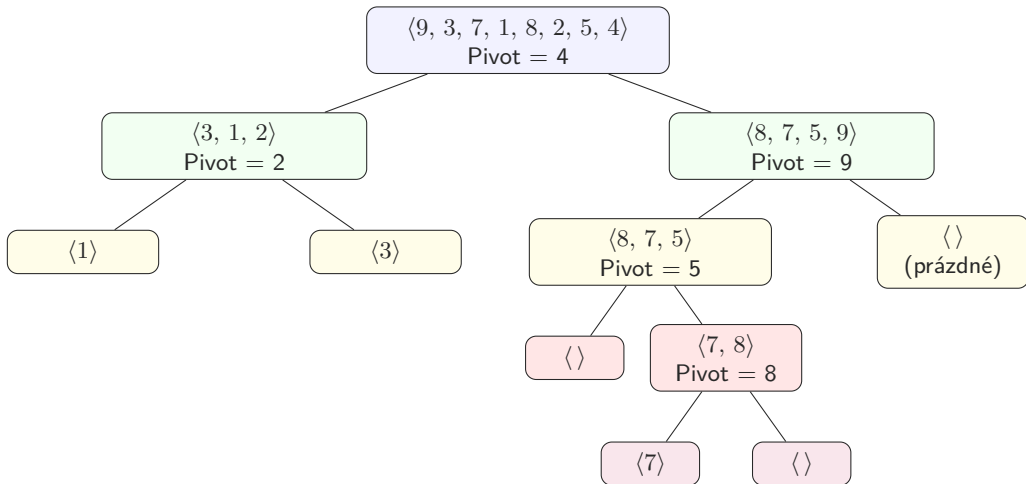 ⟨9, 3, 7, 1, 8, 2, 5, 4⟩
Pivot = 4
⟨3, 1, 2⟩
Pivot = 2
⟨8, 7, 5, 9⟩
Pivot = 9
⟨1⟩
⟨3⟩
⟨8, 7, 5⟩
Pivot = 5
⟨ ⟩
(prázdné)
⟨ ⟩
⟨7, 8⟩
Pivot = 8
⟨7⟩
⟨ ⟩